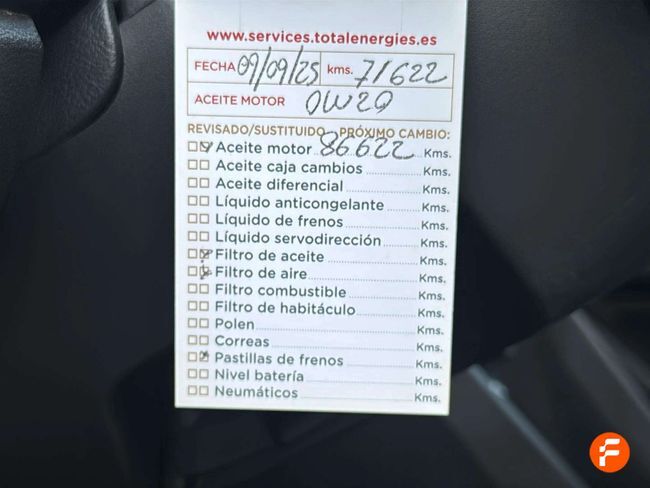 www.services.totalenergies.es
FECHA 09/09/25 kms. 71622
ACEITE MOTOR 0W20
REVISADO/SUSTITUIDO PRÓXIMO CAMBIO:
Aceite motor 86622 Kms.
Aceite caja cambios Kms.
Aceite diferencial Kms.
Líquido anticongelante Kms.
Líquido de frenos Kms.
Líquido servodirección Kms.
Filtro de aceite Kms.
Filtro de aire Kms.
Filtro combustible Kms.
Filtro de habitáculo Kms.
Polen Kms.
Correas Kms.
Pastillas de frenos Kms.
Nivel batería Kms.
Neumáticos Kms.